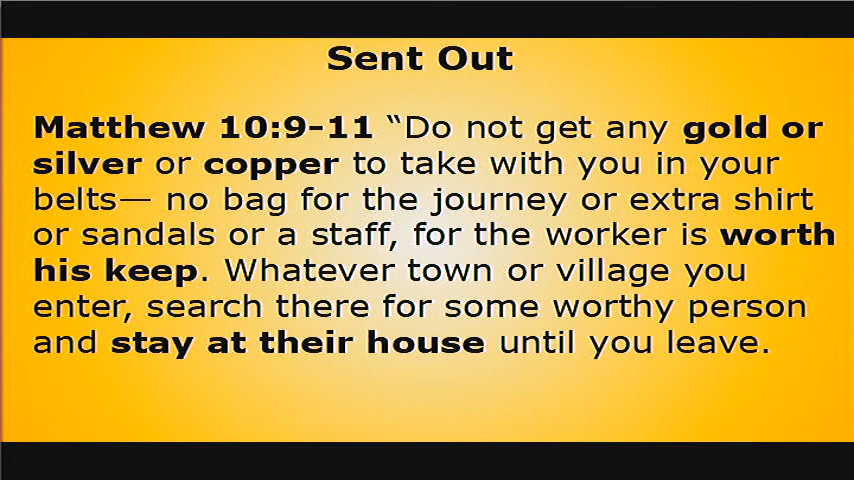 Sent Out
Matthew 10:9-11 “Do not get any gold or
silver or copper to take with you in your
belts— no bag for the journey or extra shirt
or sandals or a staff, for the worker is worth
his keep. Whatever town or village you
enter, search there for some worthy person
and stay at their house until you leave.